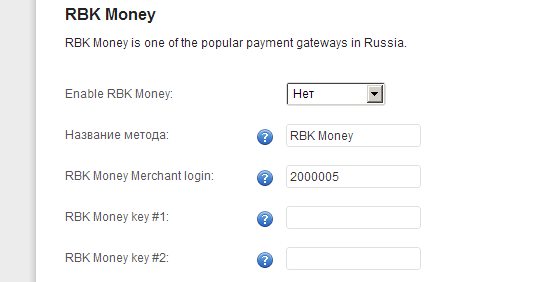 RBK Money
RBK Money is one of the popular payment gateways in Russia.
Enable RBK Money: Нет
Название метода: ? RBK Money
RBK Money Merchant login: ? 2000005
RBK Money key #1: ?
RBK Money key #2: ?